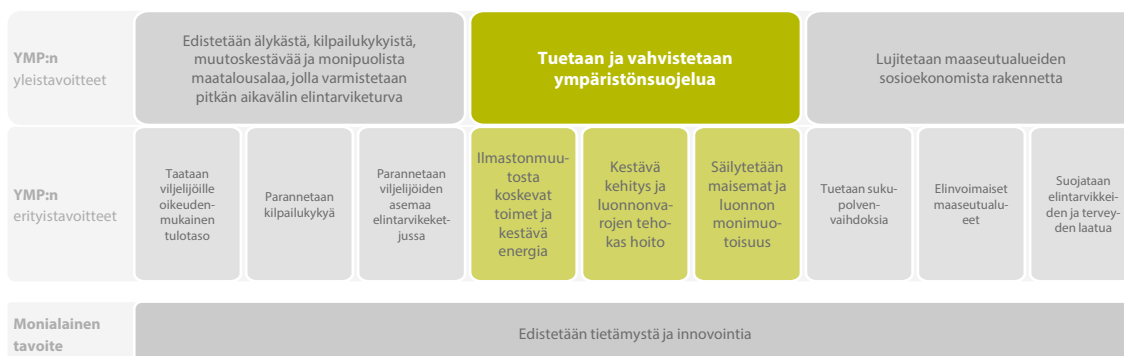 YMP:n
yleistavoitteet
Edistetään älykästä, kilpailukykyistä,
muutoskestävää ja monipuolista
maatalousalaa, jolla varmistetaan
pitkän aikavälin elintarviketurva
Tuetaan ja vahvistetaan
ympäristönsuojelua
Lujitetaan maaseutualueiden
sosioekonomista rakennetta
YMP:n
erityistavoitteet
Taataan
viljelijöille
oikeuden-
mukainen
tulotaso
Parannetaan
kilpailukykyä
Parannetaan
viljelijöiden
asemaa
elintarvikeket-
jussa
Ilmastonmuu-
tosta
koskevat
toimet ja
kestävä
energia
Kestävä
kehitys ja
luonnonva-
rojen teho-
kas hoito
Säilytetään
maisemat ja
luonnon
monimuo-
toisuus
Tuetaan suku-
polven-
vaihdoksia
Elinvoimaiset
maaseutualu-
eet
Suojataan
elintarvikkei-
den ja tervey-
den laatua
Monialainen
tavoite
Edistetään tietämystä ja innovointia